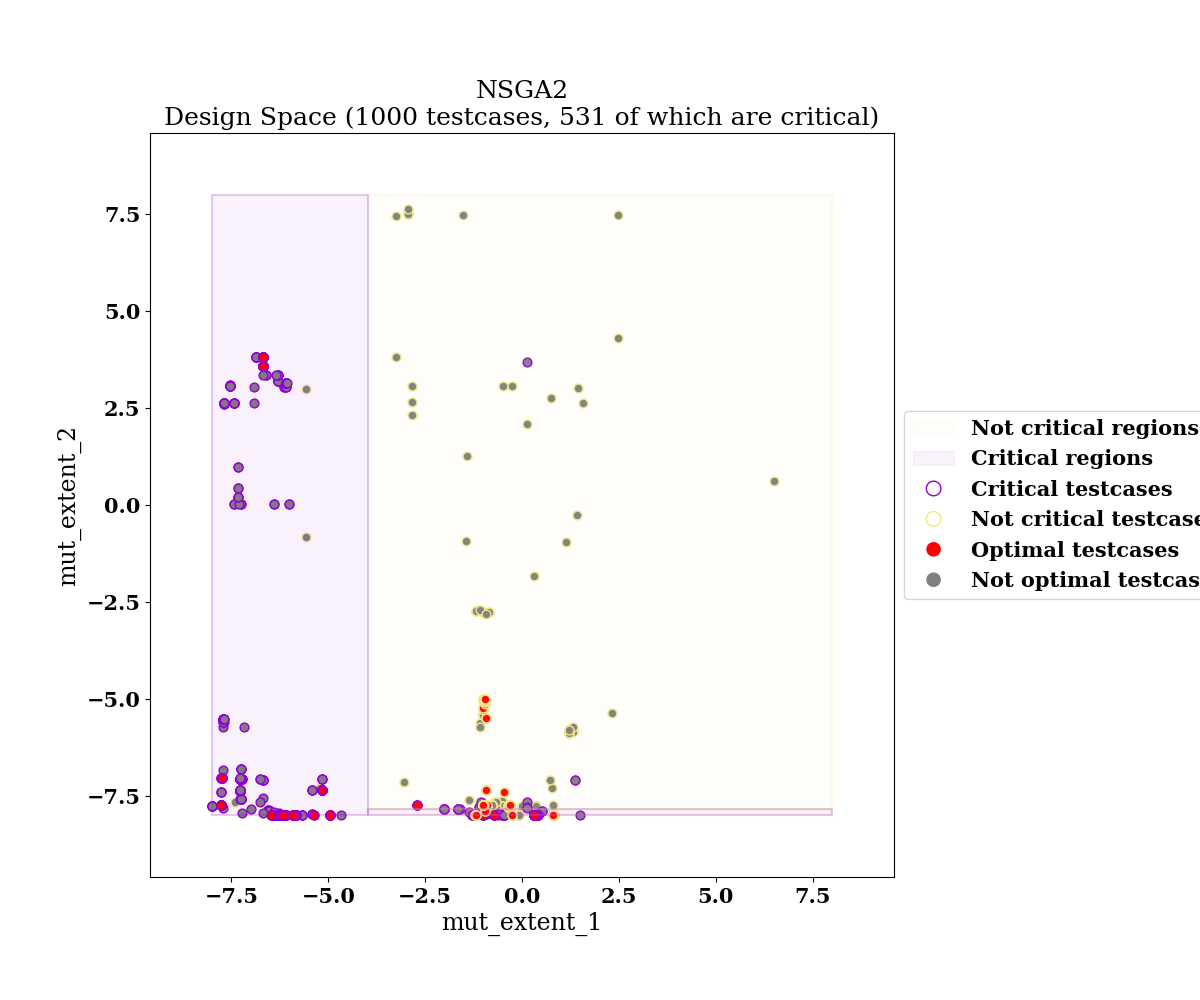 NSGA2
Design Space (1000 testcases, 531 of which are critical)
7.5
5.0
2.5
0.0
−2.5
−5.0
−7.5
mut_extent_2
−7.5 −5.0 −2.5 0.0 2.5 5.0 7.5
mut_extent_1
Not critical regions
Critical regions
Critical testcases
Not critical testcase
Optimal testcases
Not optimal testcas